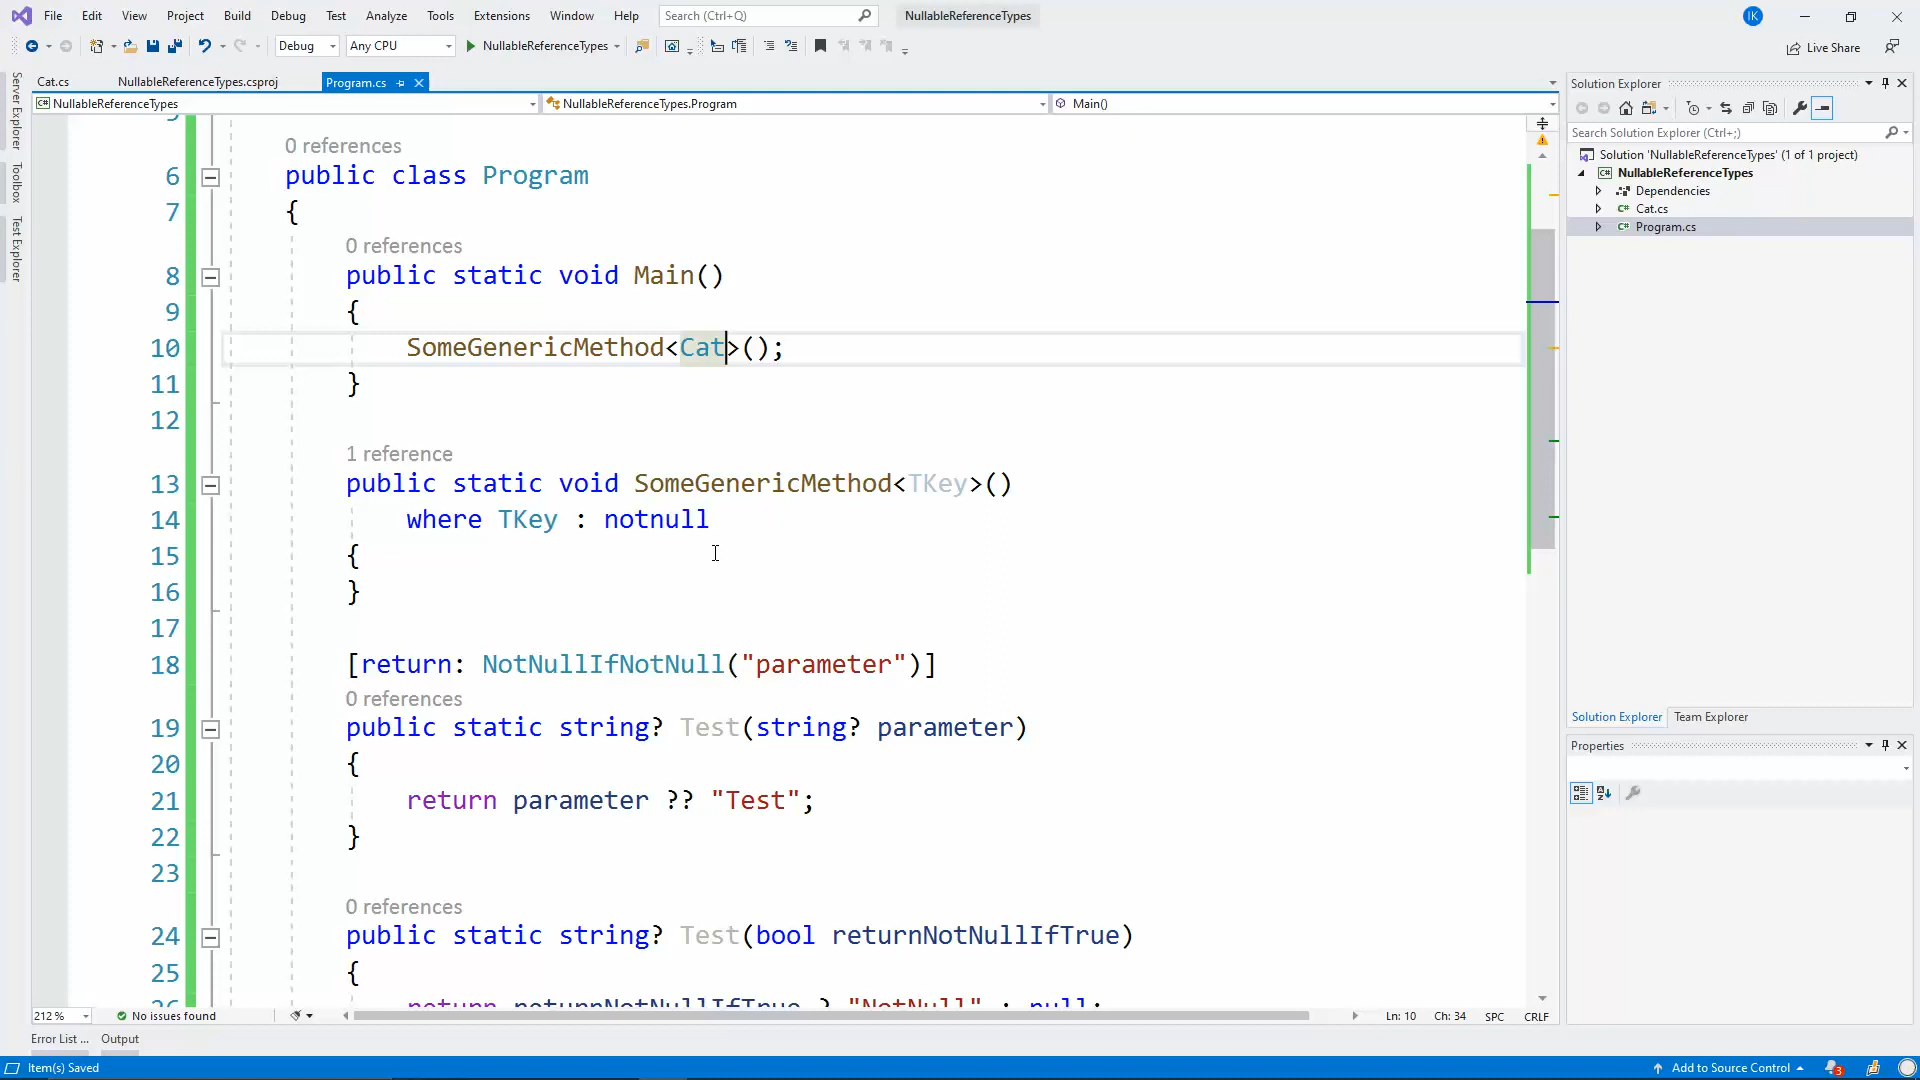 File Edit View Project Build Debug Test Analyze Tools Extensions Window Help Search (Ctrl+Q) NullableReferenceTypes IK
Debug Any CPU NullableReferenceTypes Live Share
Cat.cs NullableReferenceTypes.csproj Program.cs
NullableReferenceTypes NullableReferenceTypes.Program Main()
Server Explorer
Toolbox
Test Explorer
0 references
6 public class Program
7 {
0 references
8 public static void Main()
9 {
10 SomeGenericMethod<Cat>();
11 }
12
1 reference
13 public static void SomeGenericMethod<TKey>()
14 where TKey : notnull
15 {
16 }
17
18 [return: NotNullIfNotNull("parameter")]
0 references
19 public static string? Test(string? parameter)
20 {
21 return parameter ?? "Test";
22 }
23
0 references
24 public static string? Test(bool returnNotNullIfTrue)
25 {
26 return returnNotNullIfTrue ? "NotNull" : null;
212 % No issues found Ln: 10 Ch: 34 SPC CRLF
Error List ... Output
Item(s) Saved Add to Source Control 3
Solution Explorer
Search Solution Explorer (Ctrl+;)
Solution 'NullableReferenceTypes' (1 of 1 project)
NullableReferenceTypes
Dependencies
C# Cat.cs
C# Program.cs
Solution Explorer Team Explorer
Properties